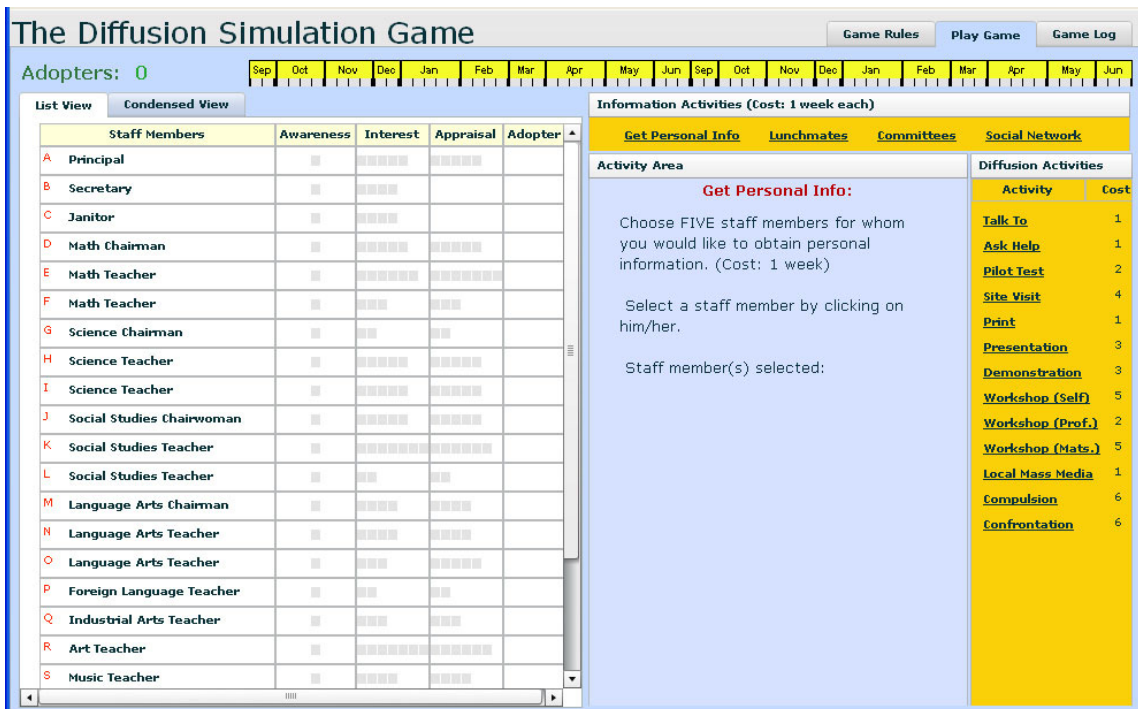 The Diffusion Simulation Game
Game Rules
Play Game
Game Log
Adopters: 0
Sep Oct Nov Dec Jan Feb Mar Apr May Jun Sep Oct Nov Dec Jan Feb Mar Apr May Jun
List View
Condensed View
Staff Members Awareness Interest Appraisal Adopter
A Principal
B Secretary
C Janitor
D Math Chairman
E Math Teacher
F Math Teacher
G Science Chairman
H Science Teacher
I Science Teacher
J Social Studies Chairwoman
K Social Studies Teacher
L Social Studies Teacher
M Language Arts Chairman
N Language Arts Teacher
O Language Arts Teacher
P Foreign Language Teacher
Q Industrial Arts Teacher
R Art Teacher
S Music Teacher
Information Activities (Cost: 1 week each)
Get Personal Info Lunchmates Committees Social Network
Activity Area
Get Personal Info:
Choose FIVE staff members for whom
you would like to obtain personal
information. (Cost: 1 week)
Select a staff member by clicking on
him/her.
Staff member(s) selected:
Diffusion Activities
Activity Cost
Talk To 1
Ask Help 1
Pilot Test 2
Site Visit 4
Print 1
Presentation 3
Demonstration 3
Workshop (Self) 5
Workshop (Prof.) 2
Workshop (Mats.) 5
Local Mass Media 1
Compulsion 6
Confrontation 6